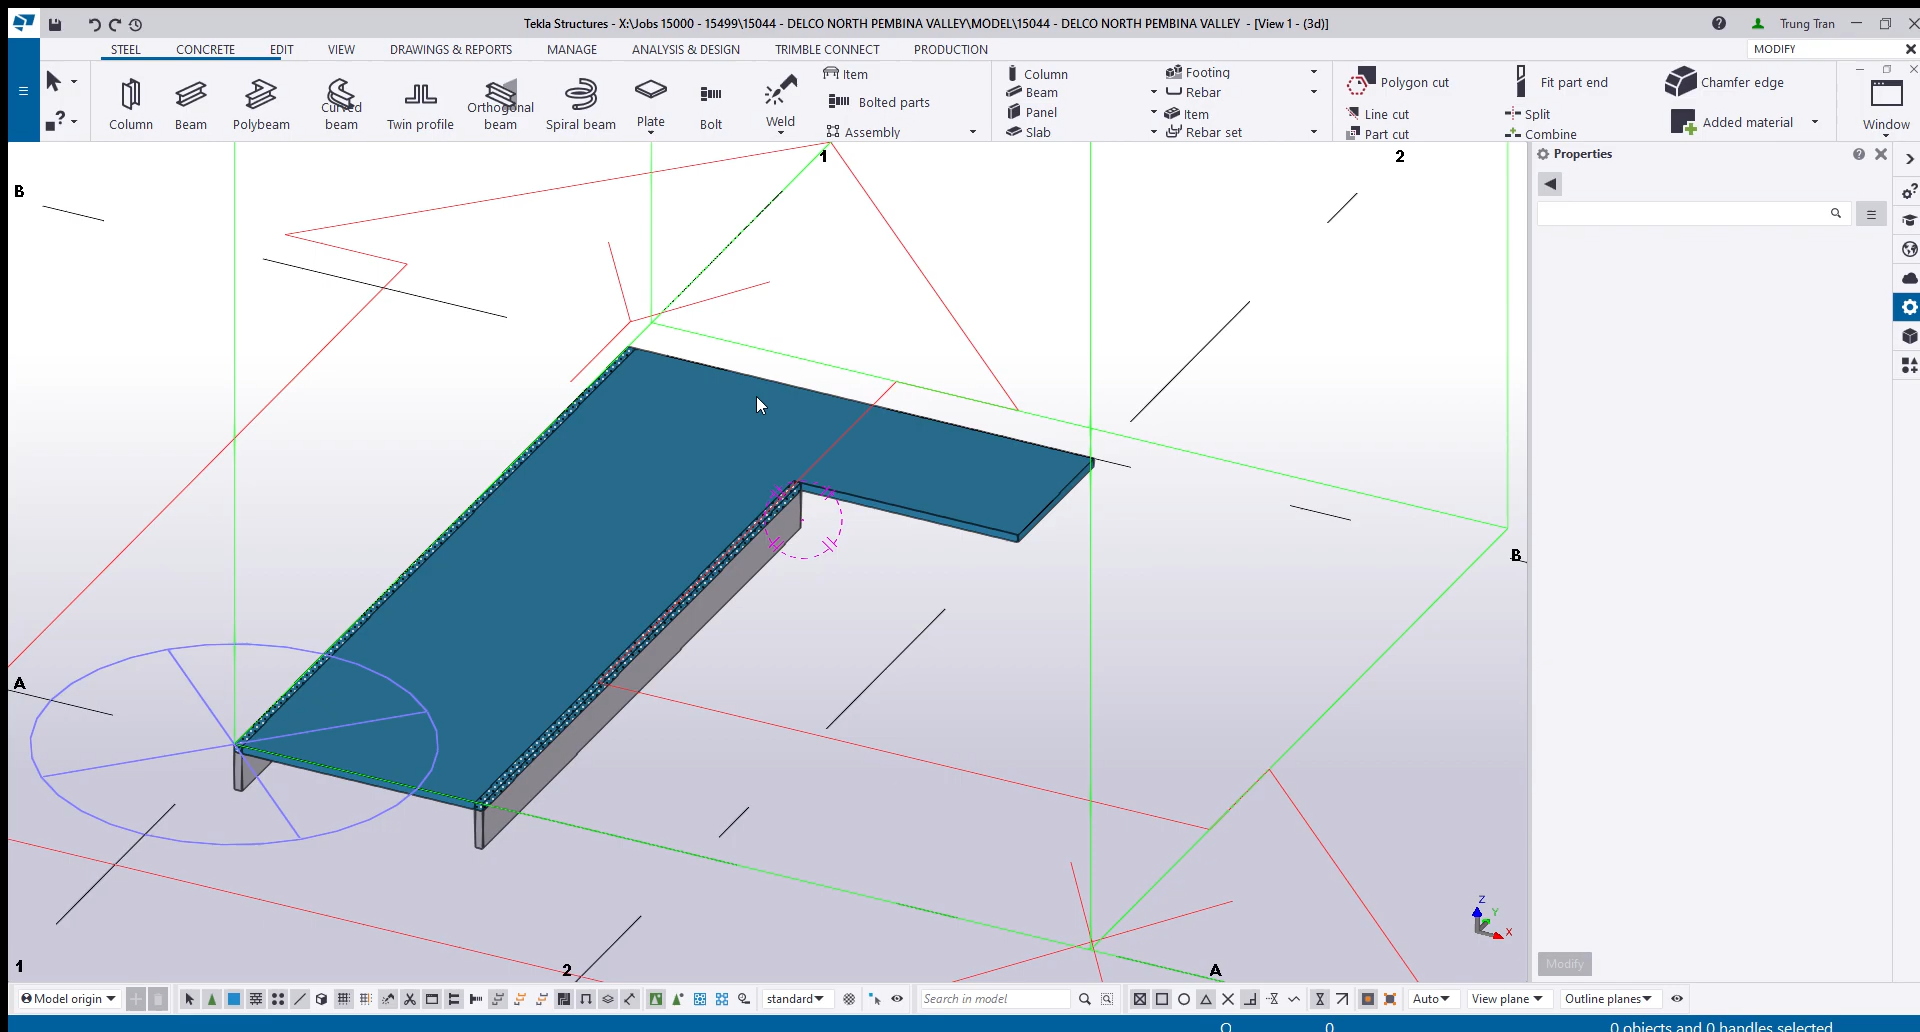 Tekla Structures - X:\Jobs 15000 - 15499\15044 - DELCO NORTH PEMBINA VALLEY\MODEL\15044 - DELCO NORTH PEMBINA VALLEY - [View 1 - (3d)]
Trung Tran
STEEL CONCRETE EDIT VIEW DRAWINGS & REPORTS MANAGE ANALYSIS & DESIGN TRIMBLE CONNECT PRODUCTION
MODIFY
Column
Beam
Polybeam
Curved beam
Twin profile
Orthogonal beam
Spiral beam
Plate
Bolt
Weld
Item
Bolted parts
Assembly
Column
Beam
Panel
Slab
Footing
Rebar
Item
Rebar set
Polygon cut
Line cut
Part cut
Fit part end
Split
Combine
Chamfer edge
Added material
Window
Properties
1
2
B
B
A
1
2
A
Z
Y
X
Modify
Model origin
standard
Search in model
Auto
View plane
Outline planes
0
0 objects and 0 handles selected